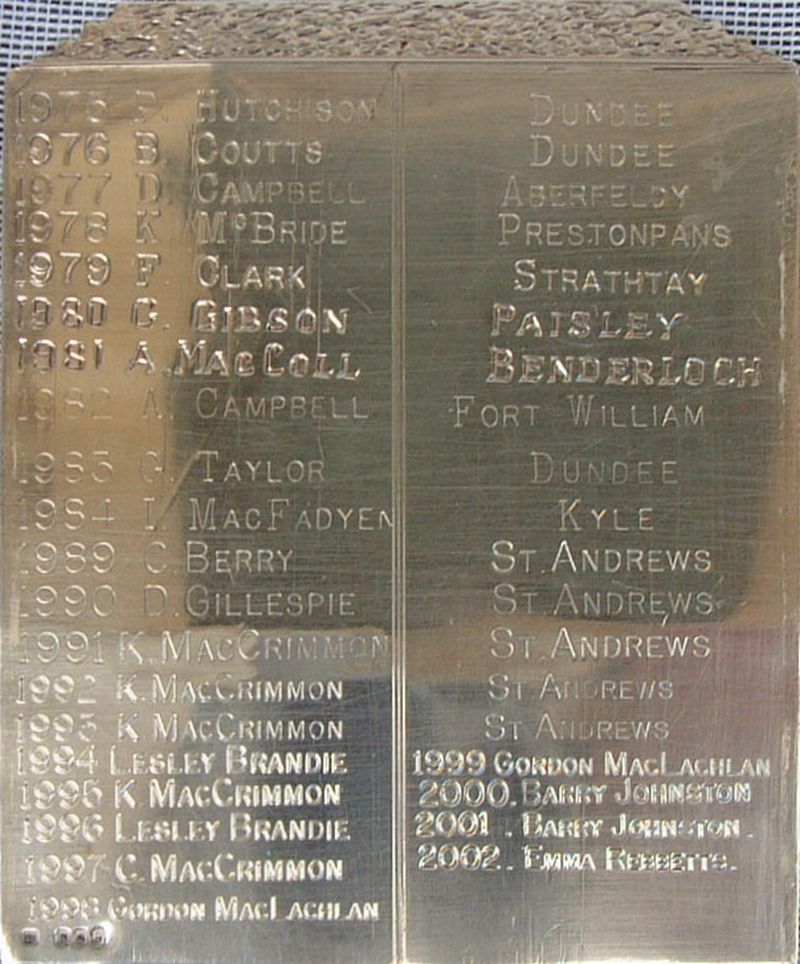 1975 P. HUTCHISON DUNDEE
1976 B. COUTTS DUNDEE
1977 D. CAMPBELL ABERFELDY
1978 K McBRIDE PRESTONPANS
1979 F. CLARK STRATHTAY
1980 G. GIBSON PAISLEY
1981 A. MACCOLL BENDERLOCH
1982 A. CAMPBELL FORT WILLIAM
1983 G. TAYLOR DUNDEE
1984 I. MACFADYEN KYLE
1989 C. BERRY ST. ANDREWS
1990 D. GILLESPIE ST. ANDREWS
1991 K. MACCRIMMON ST. ANDREWS
1992 K. MACCRIMMON ST ANDREWS
1993 K MACCRIMMON ST ANDREWS
1994 LESLEY BRANDIE
1995 K MACCRIMMON
1996 LESLEY BRANDIE
1997 C. MACCRIMMON
1998 GORDON MACLACHLAN
1999 GORDON MACLACHLAN
2000. BARRY JOHNSTON
2001 . BARRY JOHNSTON.
2002. EMMA REBBETTS.